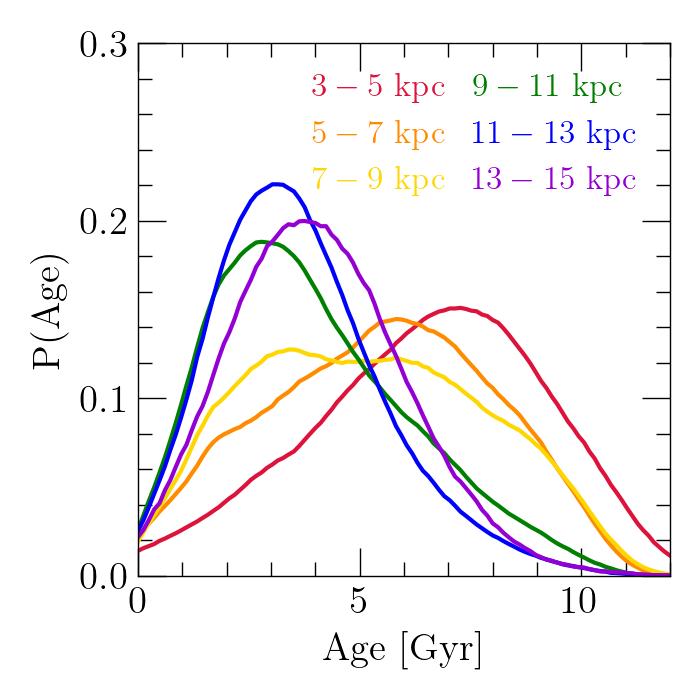 0.3
3 − 5 kpc 9 − 11 kpc
5 − 7 kpc 11 − 13 kpc
7 − 9 kpc 13 − 15 kpc
0.2
P(Age)
0.1
0.0
0 5 10
Age [Gyr]